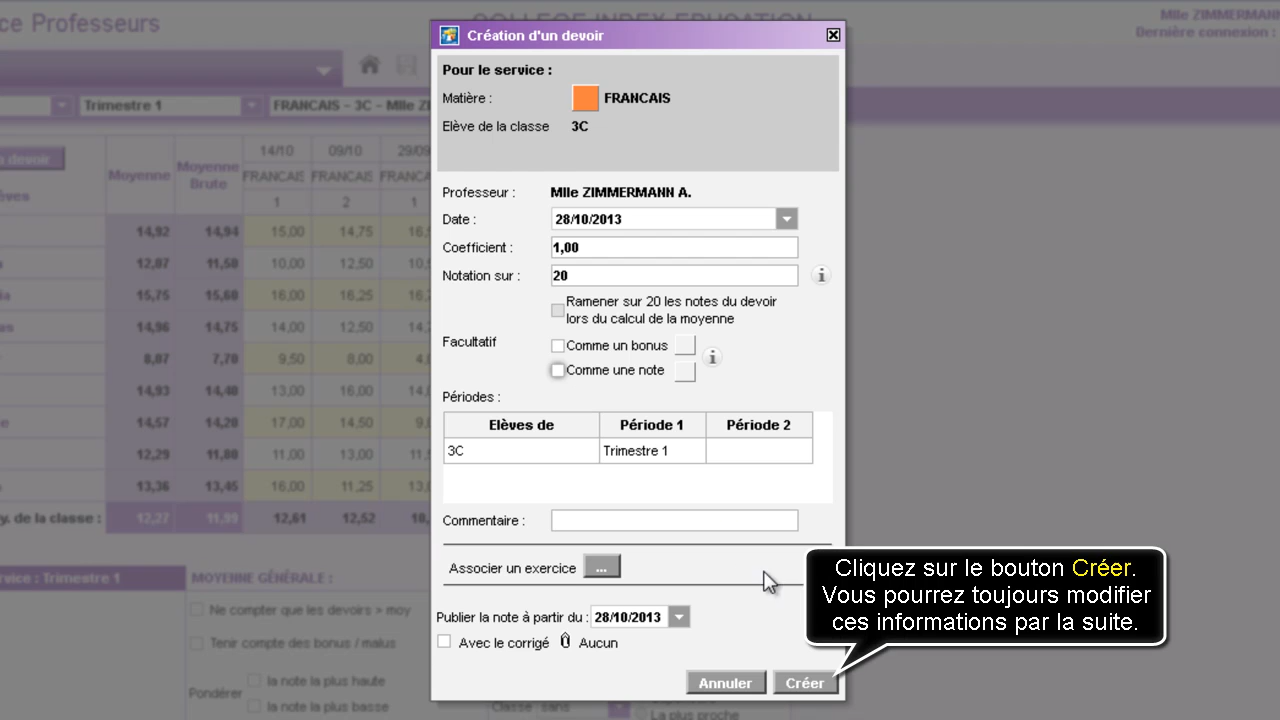 ce Professeurs
COLLEGE INDEX EDUCATION
Mlle ZIMMERMANN
Dernière connexion :
Trimestre 1
FRANCAIS - 3C - Mlle ZI
à devoir
Moyenne
Moyenne Brute
14/10 09/10 29/09
FRANCAIS FRANCAIS FRANCA
1 2 1
14,92 14,94 15,00 14,75
12,07 11,50 10,00 12,50
15,75 15,60 16,00 16,25
14,96 14,75 14,00 12,50
8,07 7,70 9,50 8,00
14,93 14,40 13,00 16,00
14,57 14,20 17,00 14,50
12,29 11,80 11,00 13,00
13,36 13,45 16,00 11,25
y. de la classe : 12,27 11,99 12,61 12,52
rvice : Trimestre 1
MOYENNE GÉNÉRALE :
Ne compter que les devoirs > moy
Tenir compte des bonus / malus
Pondérer
la note la plus haute
la note la plus basse
Classe sans
La plus proche
Création d'un devoir
Pour le service :
Matière : FRANCAIS
Elève de la classe 3C
Professeur : Mlle ZIMMERMANN A.
Date : 28/10/2013
Coefficient : 1,00
Notation sur : 20
Ramener sur 20 les notes du devoir
lors du calcul de la moyenne
Facultatif
Comme un bonus
Comme une note
Périodes :
Elèves de Période 1 Période 2
3C Trimestre 1
Commentaire :
Associer un exercice ...
Publier la note à partir du : 28/10/2013
Avec le corrigé Aucun
Annuler Créer
Cliquez sur le bouton Créer.
Vous pourrez toujours modifier
ces informations par la suite.